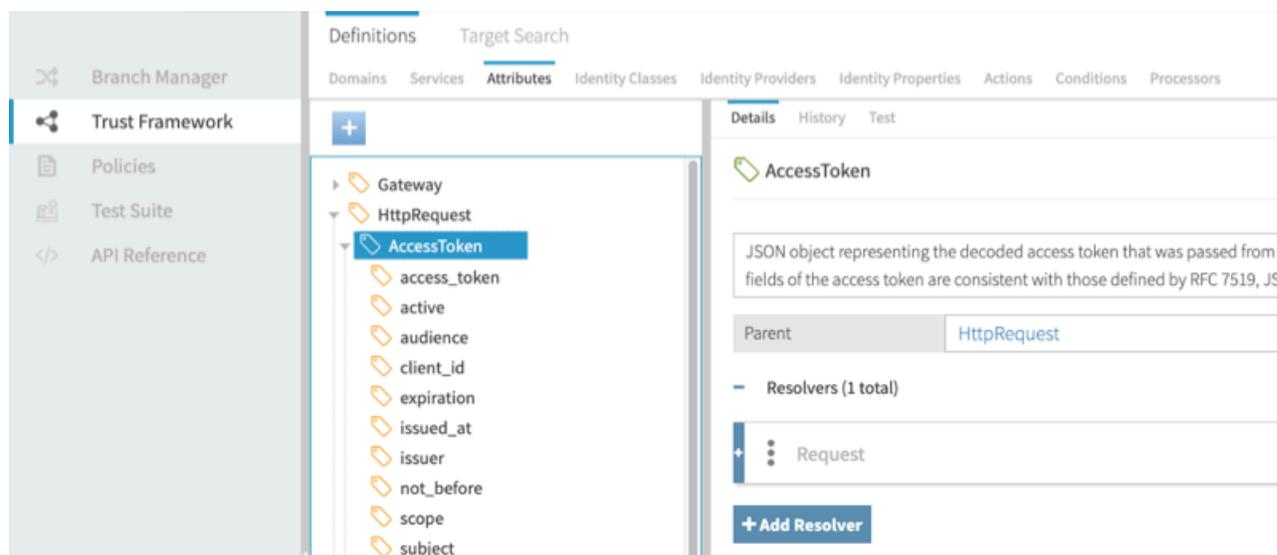 Definitions
Target Search
Branch Manager
Trust Framework
Policies
Test Suite
API Reference
Domains
Services
Attributes
Identity Classes
Identity Providers
Identity Properties
Actions
Conditions
Processors
+
Gateway
HttpRequest
AccessToken
access_token
active
audience
client_id
expiration
issued_at
issuer
not_before
scope
subject
Details
History
Test
AccessToken
JSON object representing the decoded access token that was passed from
fields of the access token are consistent with those defined by RFC 7519, JS
Parent
HttpRequest
Resolvers (1 total)
Request
+ Add Resolver